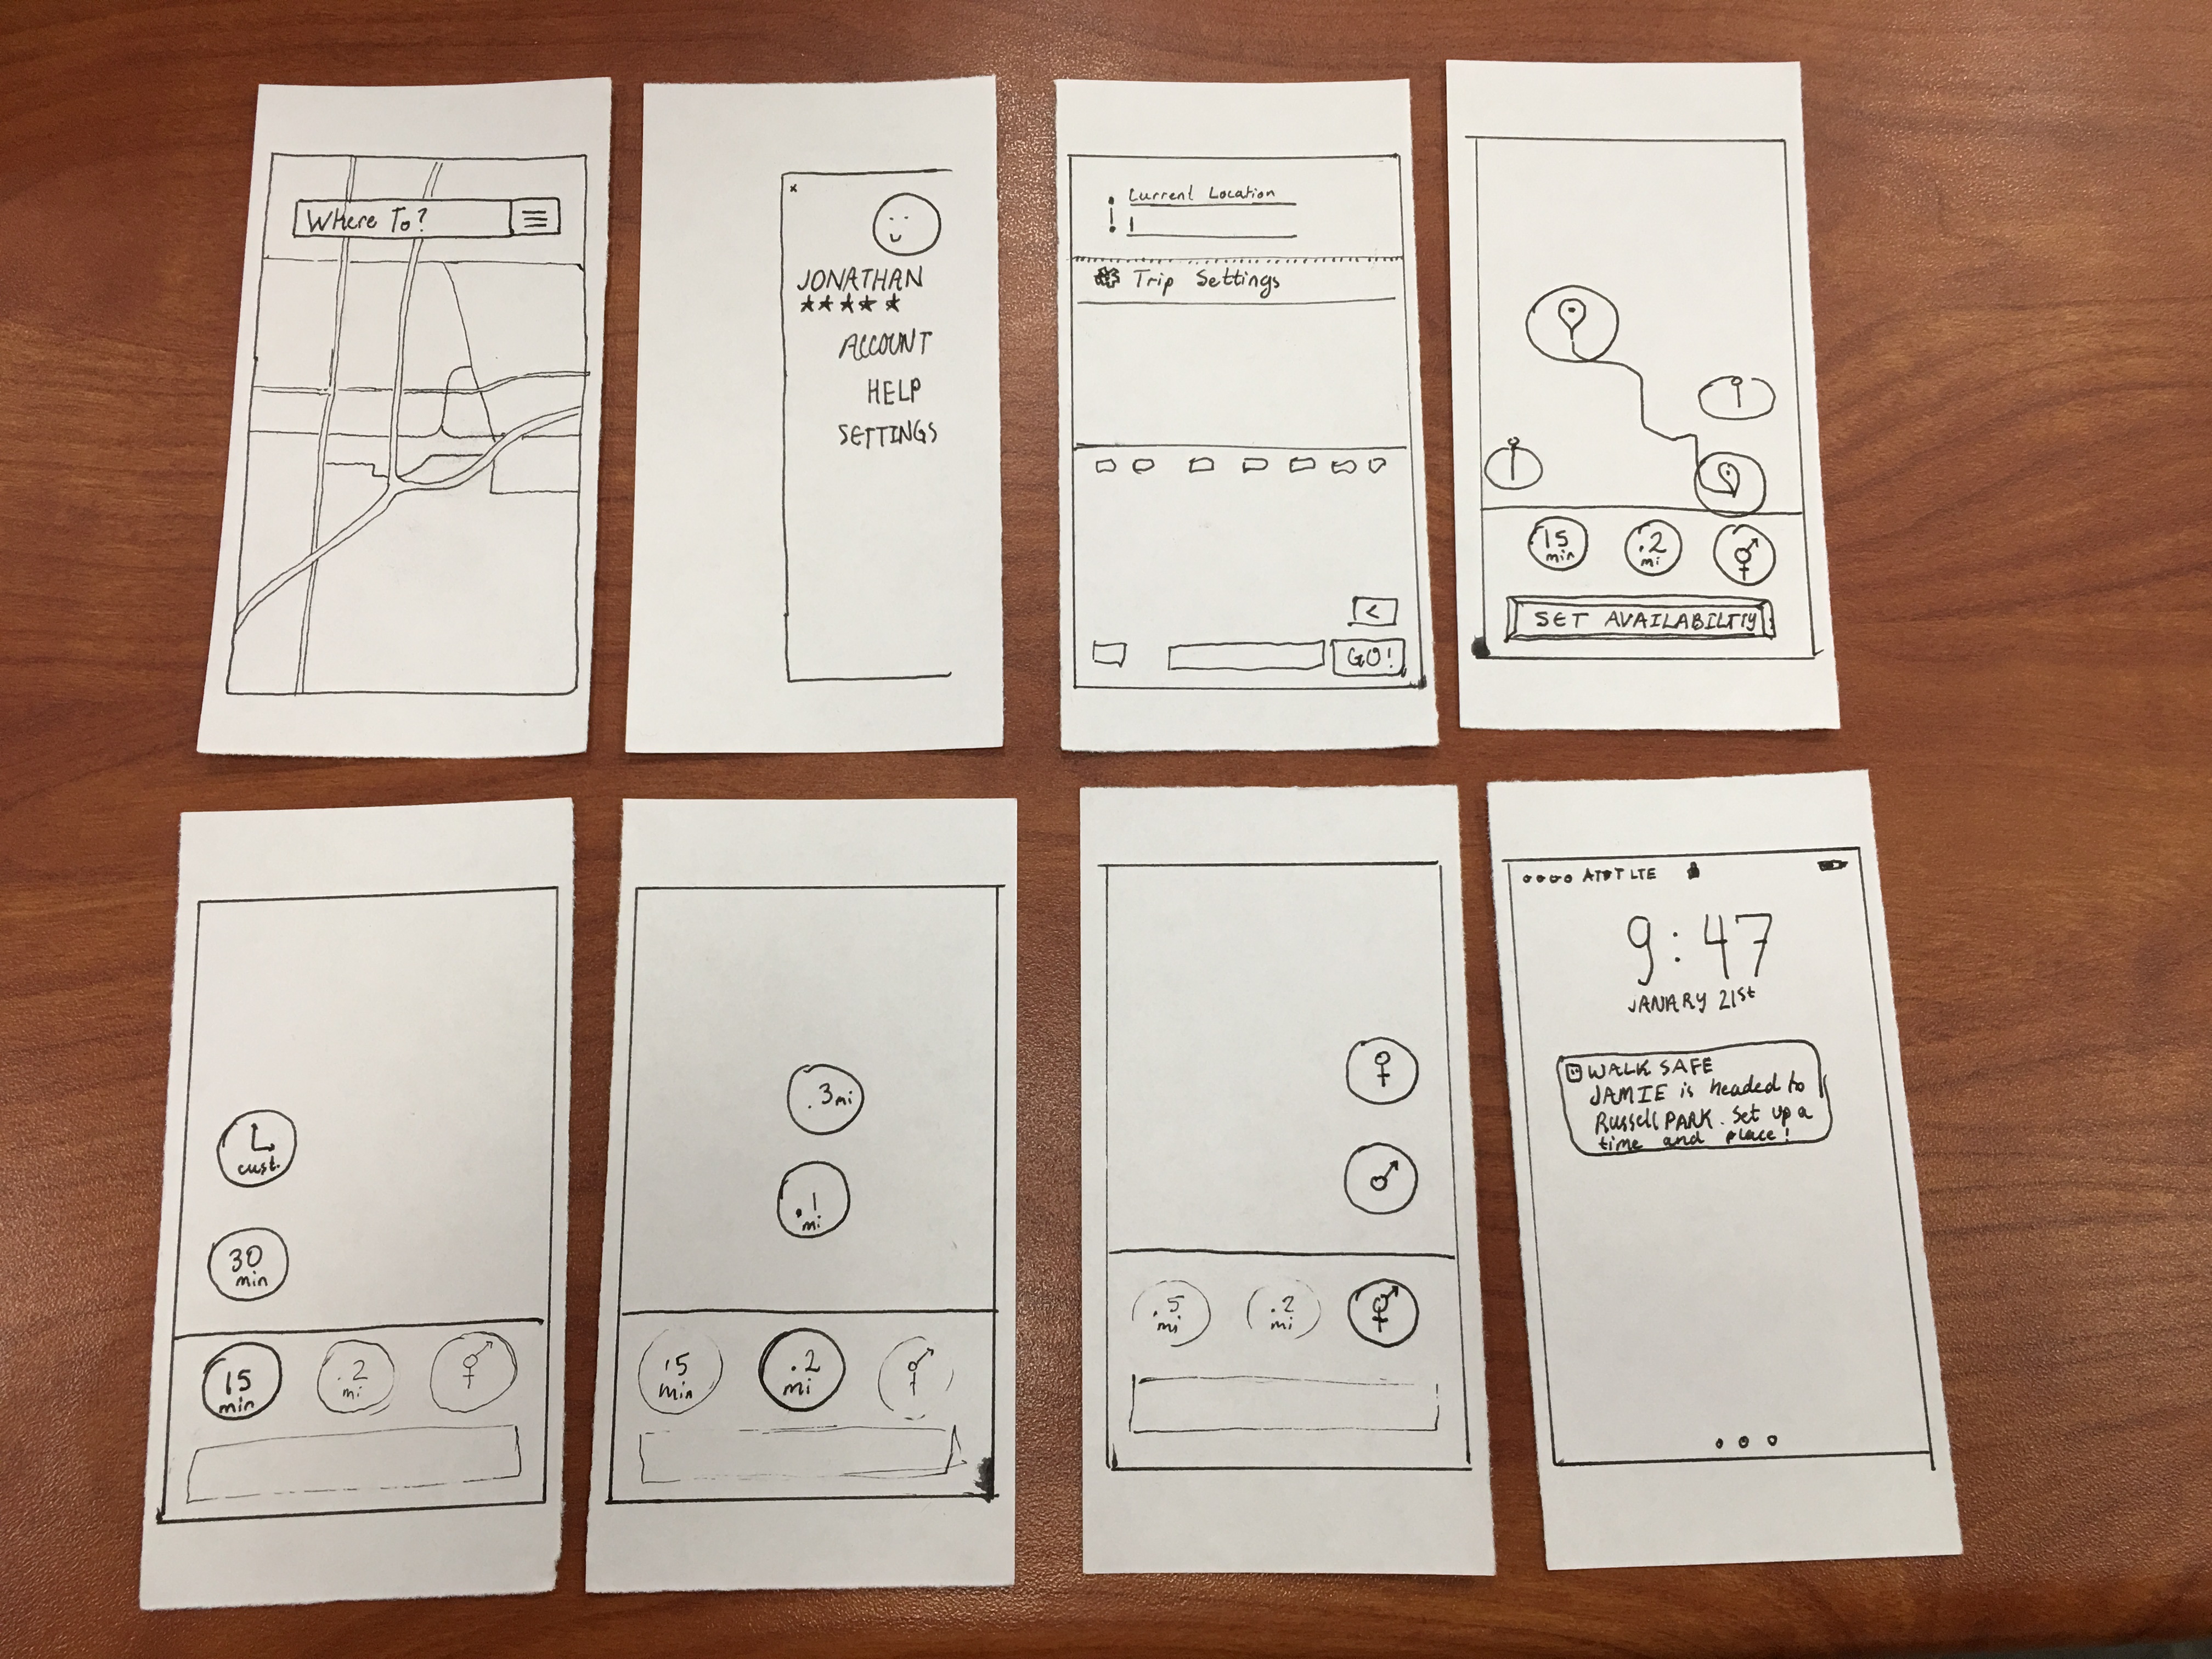 Where To?
JONATHAN
★★★★★
ACCOUNT
HELP
SETTINGS
x
Current Location
Trip Settings
<
GO!
15
min
.2
mi
SET AVAILABILTIY
cust.
30
min
15
min
.2
mi
.3mi
.1
mi
15
min
.2
mi
.5
mi
.2
mi
AT&T LTE
9:47
JANARY 21st
WALK SAFE
JAMIE is headed to
Russell PARK. Set up a
time and place!